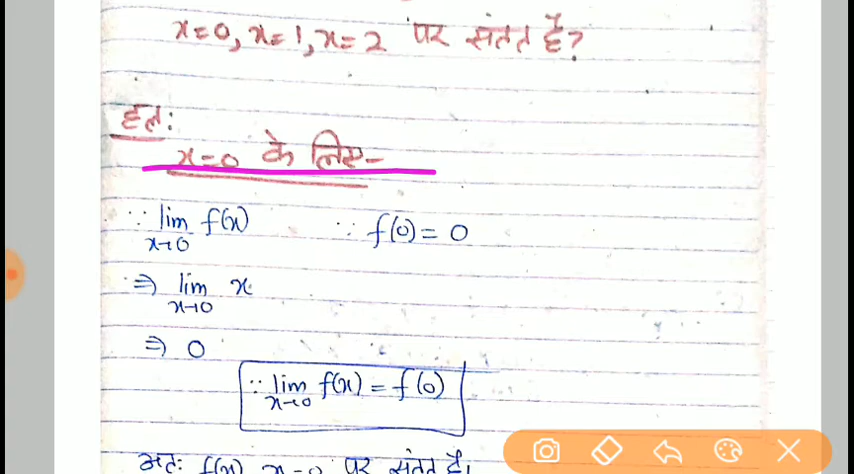 x=0, x=1, x=2 पर संतत है?
हल:
x=0 के लिए-
∵ lim x→0 f(x) ∵ f(0) = 0
⇒ lim x→0 x
⇒ 0
∵ lim x→0 f(x) = f(0)
अतः f(x) x=0 पर संतत है।